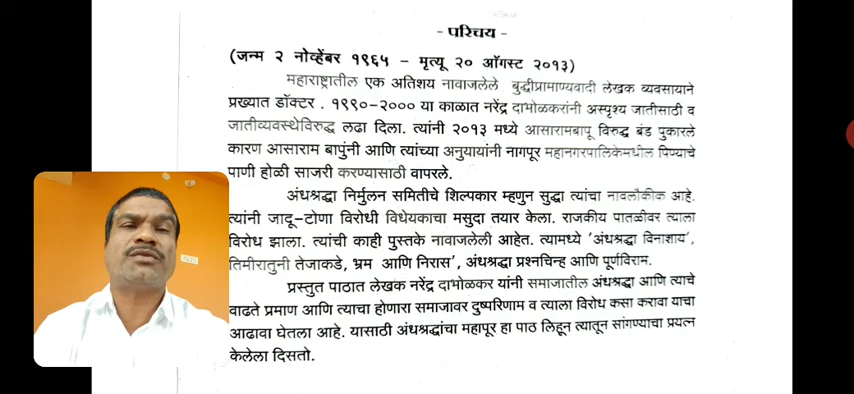 - परिचय -
(जन्म २ नोव्हेंबर १९६५ - मृत्यू २० ऑगस्ट २०१३)
महाराष्ट्रातील एक अतिशय नावाजलेले बुद्धीप्रामाण्यवादी लेखक व्यवसायाने
प्रख्यात डॉक्टर . १९९०-२००० या काळात नरेंद्र दाभोळकरांनी अस्पृश्य जातीसाठी व
जातीव्यवस्थेविरुद्ध लढा दिला. त्यांनी २०१३ मध्ये आसारामबापू विरुद्ध बंड पुकारले
कारण आसाराम बापुंनी आणि त्यांच्या अनुयायांनी नागपूर महानगरपालिकेमधील पिण्याचे
पाणी होळी साजरी करण्यासाठी वापरले.
अंधश्रद्धा निर्मुलन समितीचे शिल्पकार म्हणुन सुद्धा त्यांचा नावलौकीक आहे.
त्यांनी जादू-टोणा विरोधी विधेयकाचा मसुदा तयार केला. राजकीय पातळीवर त्याला
विरोध झाला. त्यांची काही पुस्तके नावाजलेली आहेत. त्यामध्ये 'अंधश्रद्धा विनाशाय',
तिमीरातुनी तेजाकडे, भ्रम आणि निरास', अंधश्रद्धा प्रश्नचिन्ह आणि पूर्णविराम.
प्रस्तुत पाठात लेखक नरेंद्र दाभोळकर यांनी समाजातील अंधश्रद्धा आणि त्याचे
वाढते प्रमाण आणि त्याचा होणारा समाजावर दुष्परिणाम व त्याला विरोध कसा करावा याचा
आढावा घेतला आहे. यासाठी अंधश्रद्धांचा महापूर हा पाठ लिहून त्यातून सांगण्याचा प्रयत्न
केलेला दिसतो.